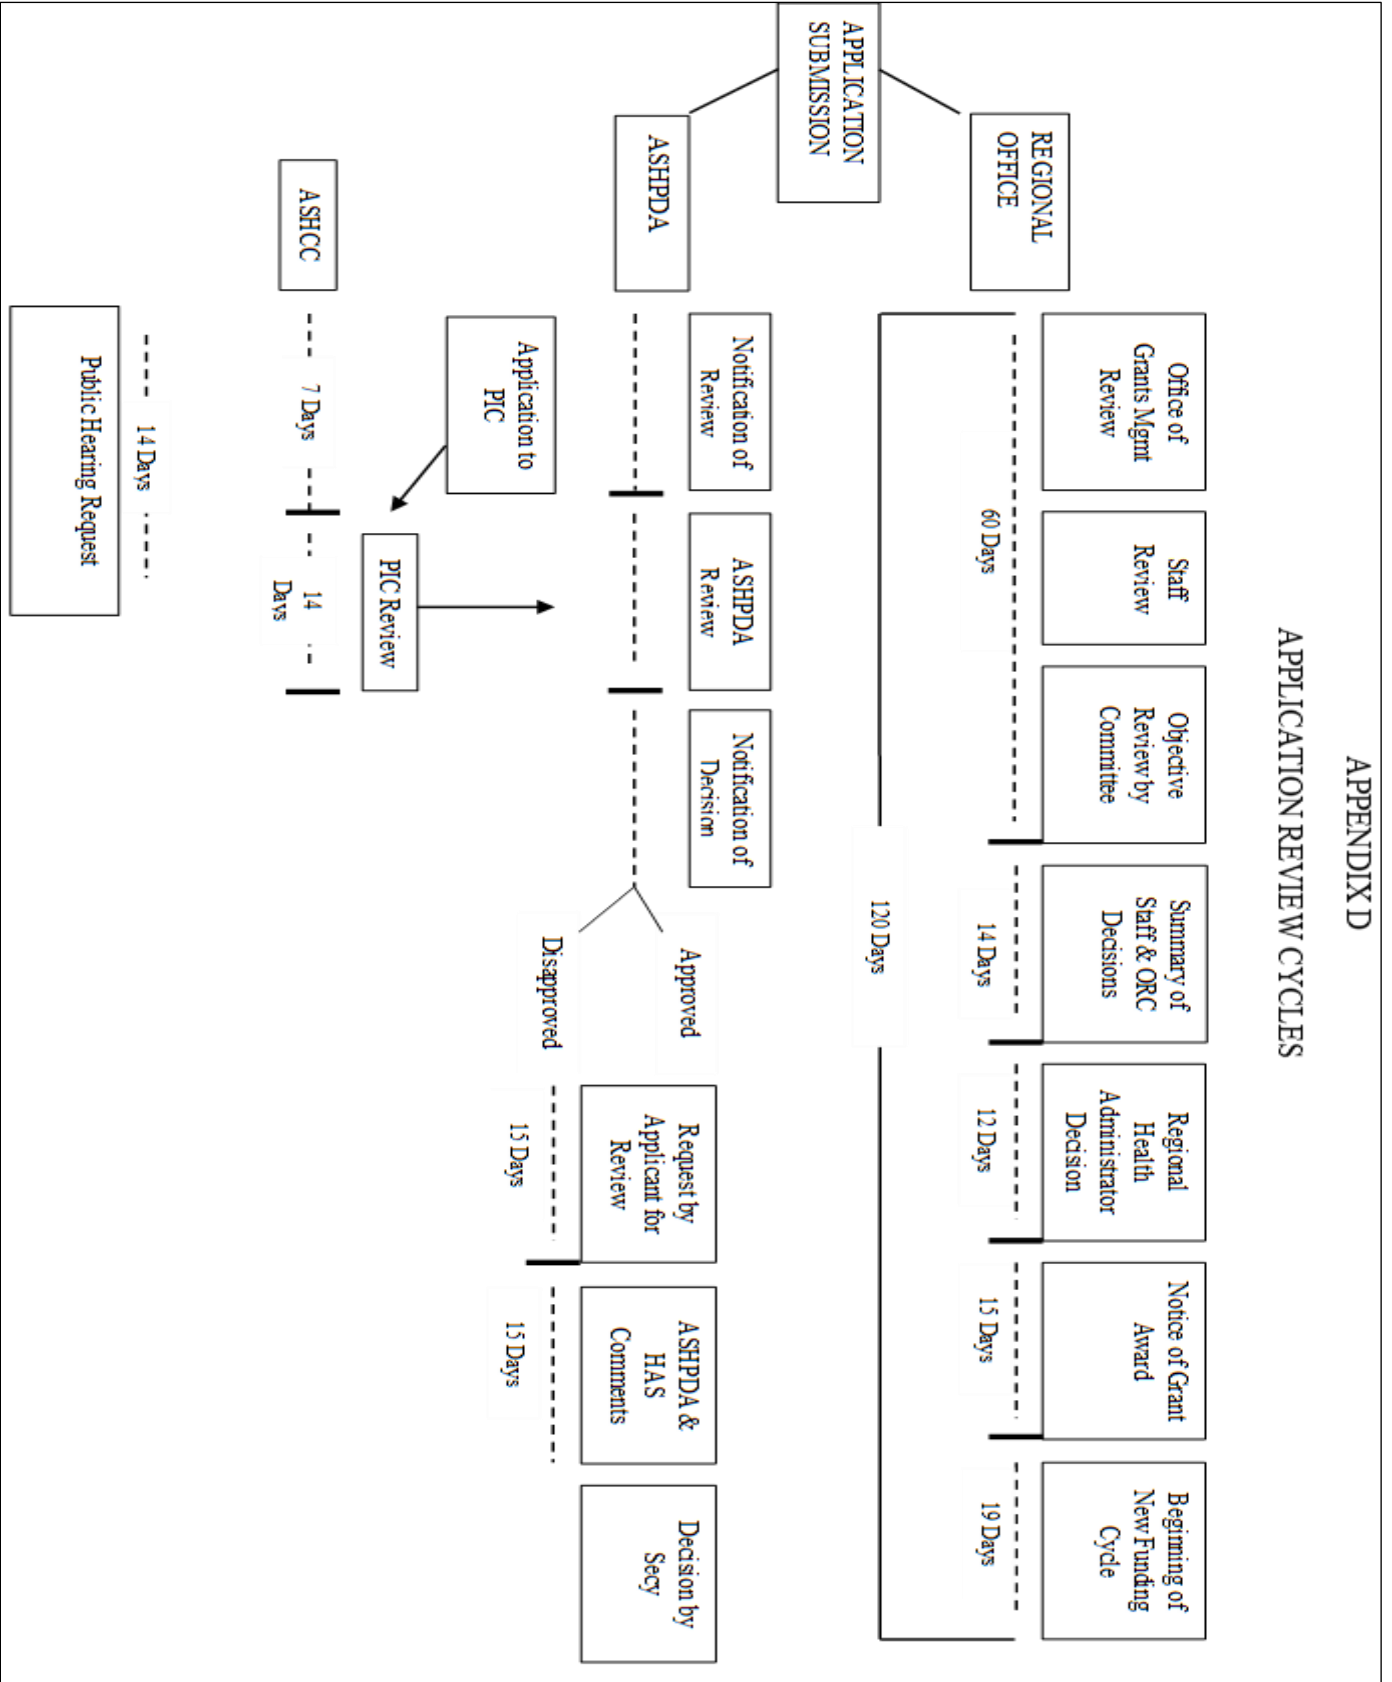 APPENDIX D
APPLICATION REVIEW CYCLES
APPLICATION
SUBMISSION
REGIONAL
OFFICE
Office of
Grants Mgmt
Review
Staff
Review
Objective
Review by
Committee
Summary of
Staff & ORC
Decisions
Regional
Health
Administrator
Decision
Notice of Grant
Award
Beginning of
New Funding
Cycle
60 Days
14 Days
12 Days
15 Days
19 Days
120 Days
ASHPDA
Notification of
Review
ASHPDA
Review
Notification of
Decision
Approved
Disapproved
Request by
Applicant for
Review
ASHPDA &
HAS
Comments
Decision by
Secy
15 Days
15 Days
Application to
PIC
PIC Review
ASHCC
7 Days
14
Days
14 Days
Public Hearing Request